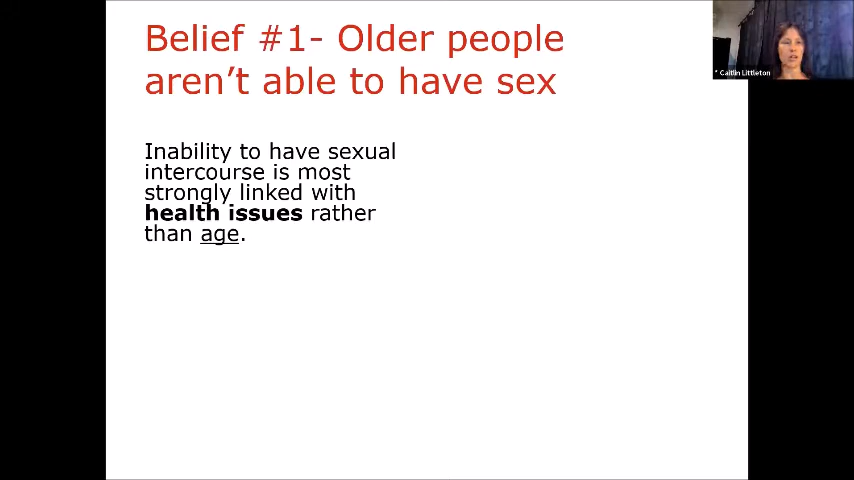 Belief #1- Older people
aren't able to have sex
* Caitlin Littleton
Inability to have sexual
intercourse is most
strongly linked with
health issues rather
than age.